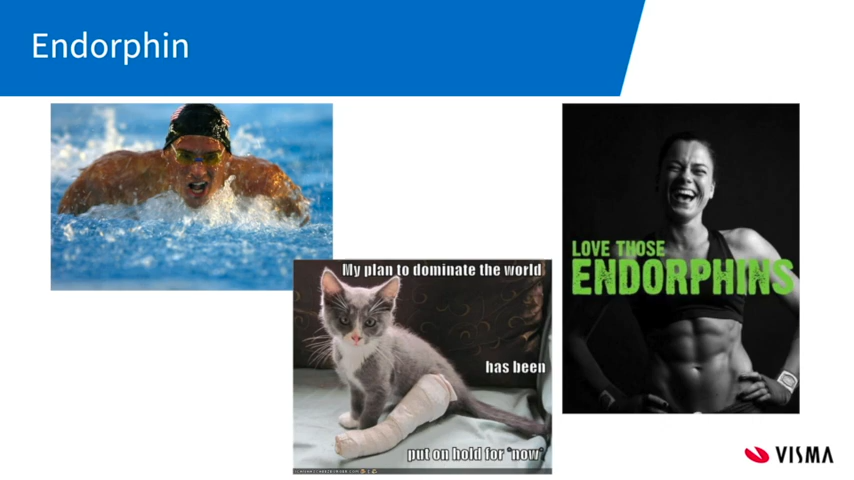 Endorphin
My plan to dominate the world
has been
put on hold for "now"
LOVE THOSE
ENDORPHINS
VISMA